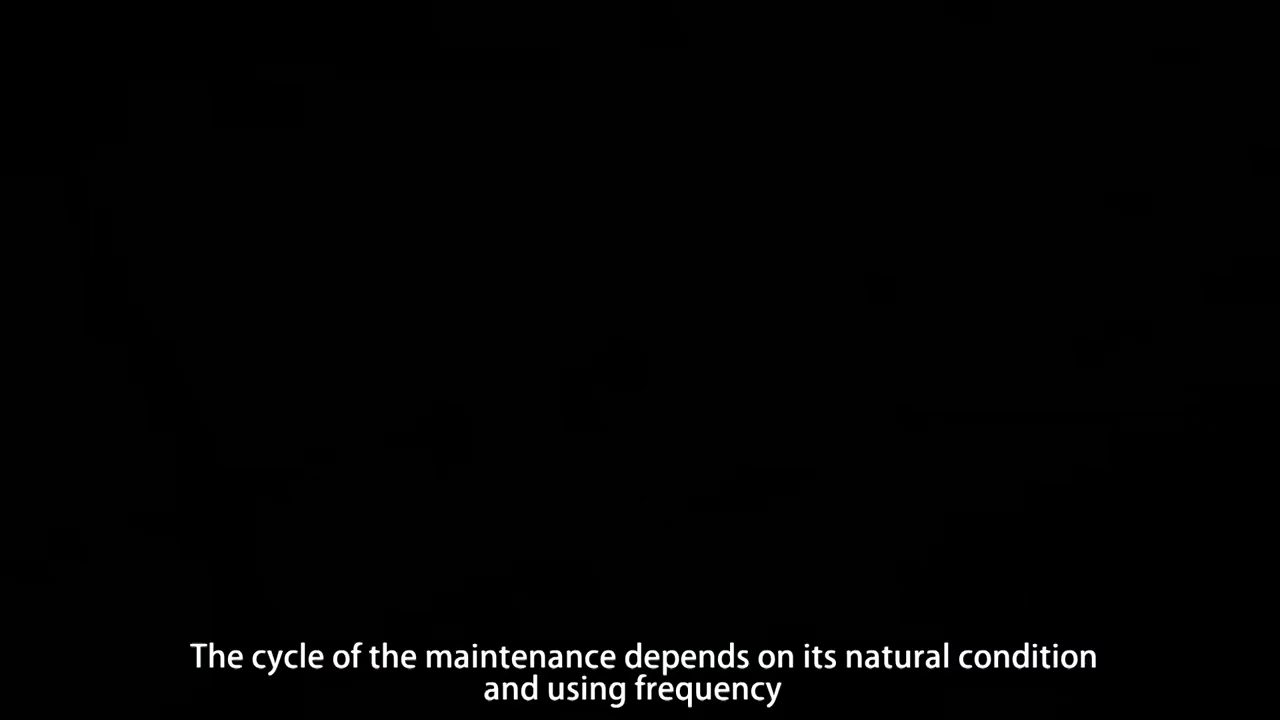 The cycle of the maintenance depends on its natural condition
and using frequency